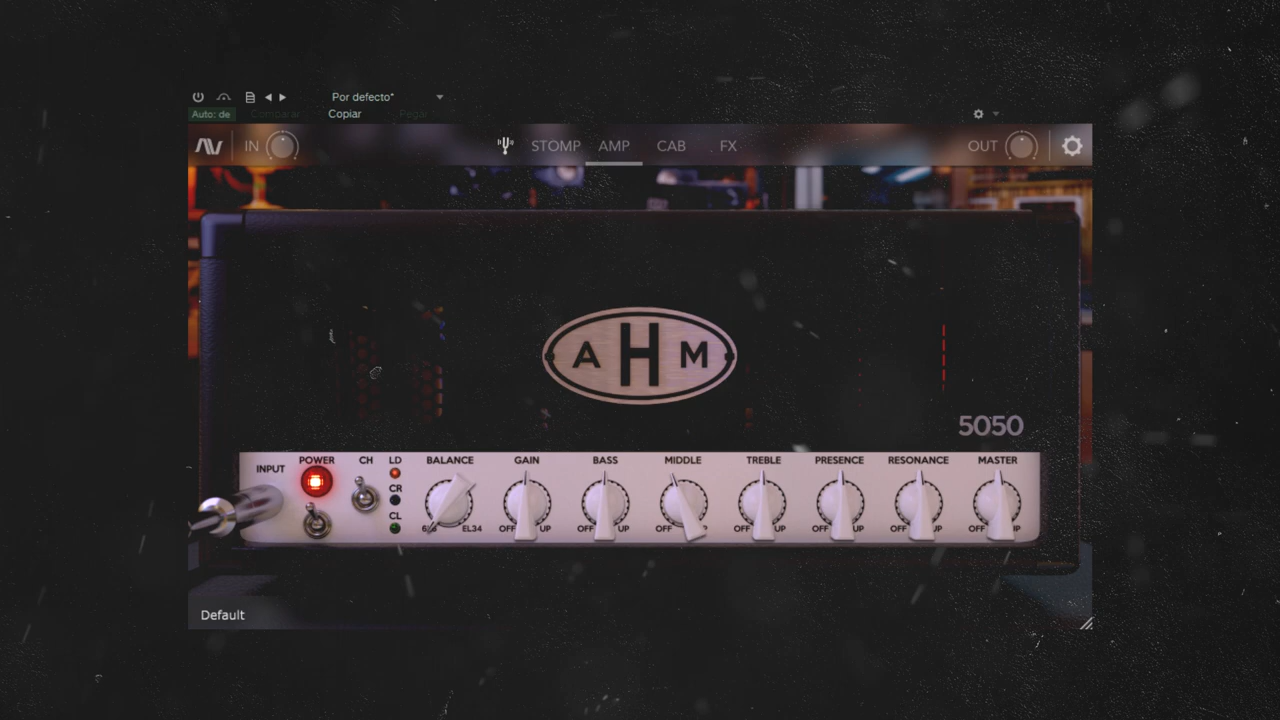 Por defecto*
Auto: de Comparar Copiar Pegar
IN STOMP AMP CAB FX OUT
A H M
5050
INPUT POWER CH LD BALANCE GAIN BASS MIDDLE TREBLE PRESENCE RESONANCE MASTER
CR
CL
EL34 OFF UP OFF UP OFF OFF UP OFF UP OFF UP OFF
Default